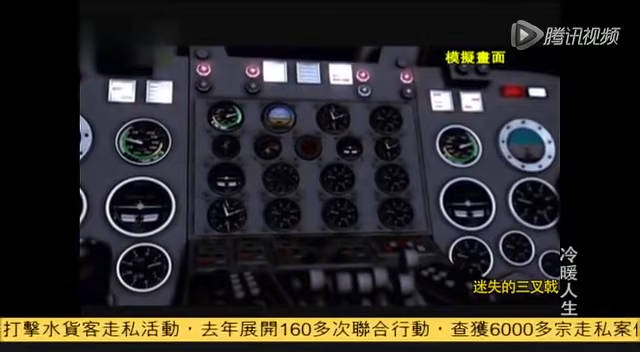 腾讯视频
模擬畫面
冷暖人生
迷失的三叉戟
打擊水貨客走私活動，去年展開160多次聯合行動，查獲6000多宗走私案